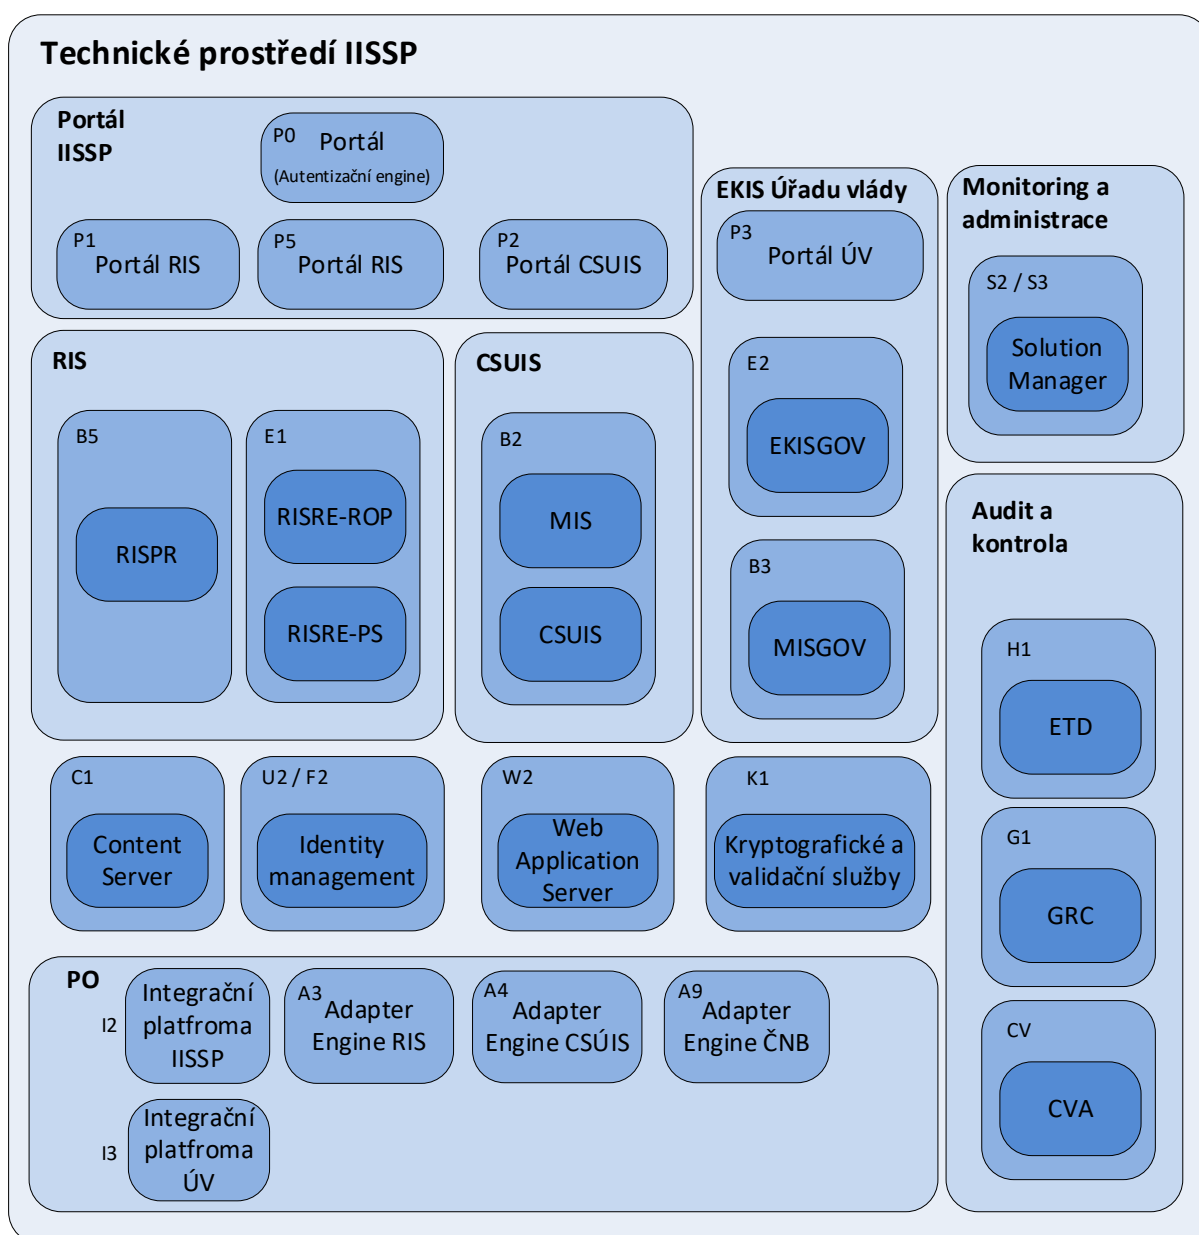 Technické prostředí IISSP
Portál
IISSP
P0
Portál
(Autentizační engine)
P1
Portál RIS
P5
Portál RIS
P2
Portál CSUIS
EKIS Úřadu vlády
P3
Portál ÚV
E2
EKISGOV
B3
MISGOV
Monitoring a
administrace
S2 / S3
Solution
Manager
RIS
B5
RISPR
E1
RISRE-ROP
RISRE-PS
CSUIS
B2
MIS
CSUIS
Audit a
kontrola
H1
ETD
G1
GRC
CV
CVA
C1
Content
Server
U2 / F2
Identity
management
W2
Web
Application
Server
K1
Kryptografické a
validační služby
PO
I2
Integrační
platfroma
IISSP
A3
Adapter
Engine RIS
A4
Adapter
Engine CSÚIS
A9
Adapter
Engine ČNB
I3
Integrační
platfroma
ÚV